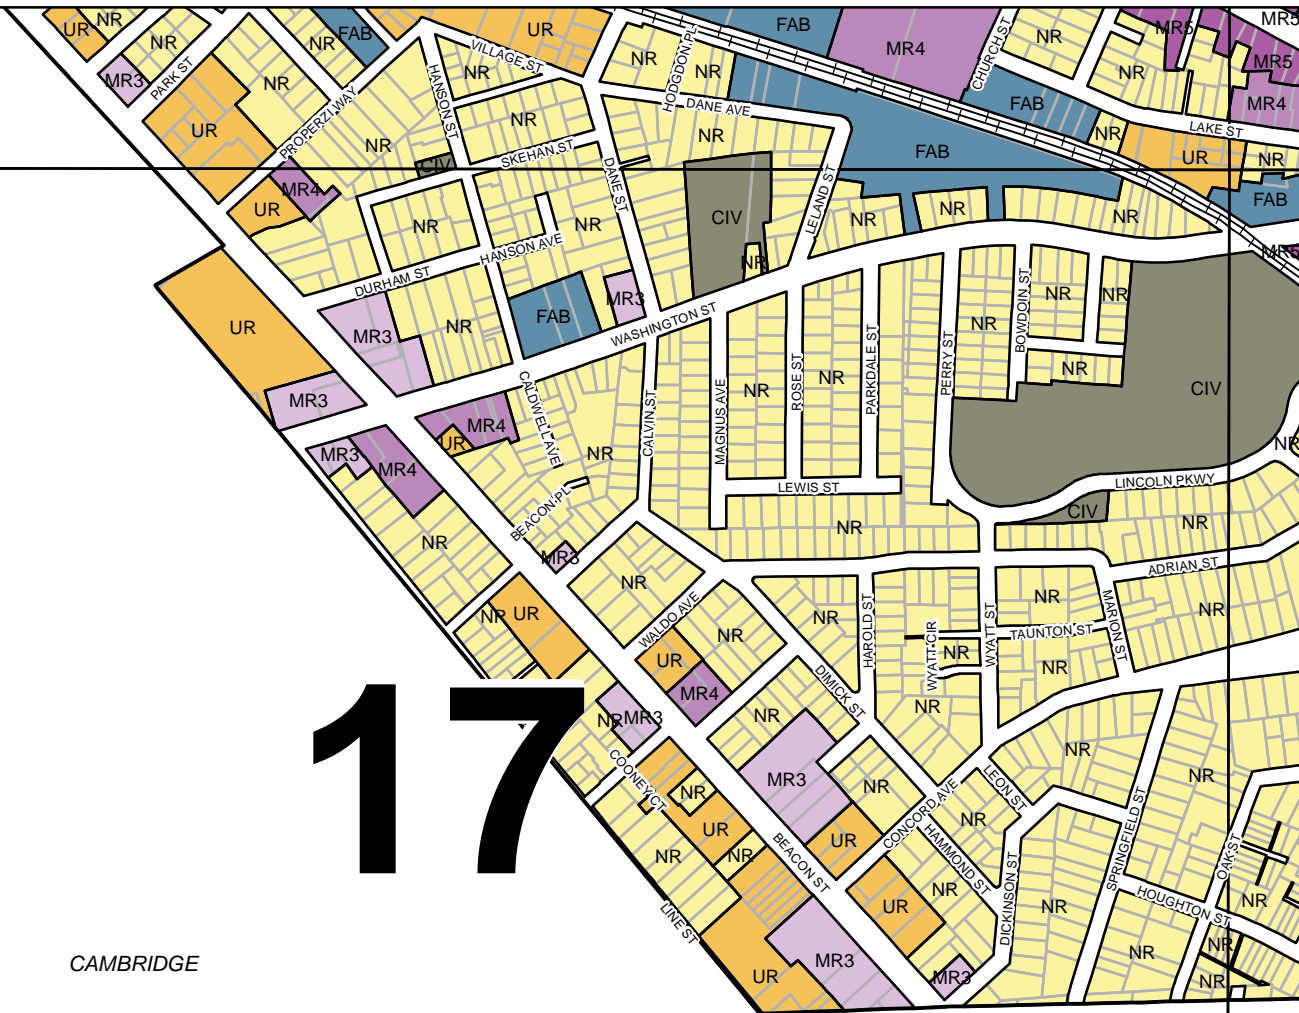 UR
NR
NR
MR3
PARK ST
NR
FAB
UR
VILLAGE ST
NR
NR
HODGDON PL
NR
FAB
MR4
CHURCH ST
NR
MR5
MR5
MR5
NR
MR4
LAKE ST
FAB
NR
UR
NR
FAB
MR5
UR
NR
PROPERZI WAY
NR
HANSON ST
NR
SKEHAN ST
CIV
MR4
UR
DANE AVE
NR
DANE ST
FAB
NR
HANSON AVE
NR
DURHAM ST
CIV
NR
LELAND ST
NR
NR
NR
UR
MR3
NR
FAB
MR3
WASHINGTON ST
MR3
MR4
UR
CALDWELL AVE
NR
CALVIN ST
MAGNUS AVE
NR
ROSE ST
NR
PARKDALE ST
PERRY ST
NR
BOWDOIN ST
NR
NR
NR
CIV
NR
MR3
MR4
NR
BEACON PL
MR3
LEWIS ST
NR
LINCOLN PKWY
CIV
NR
ADRIAN ST
NR
NR
UR
NR
WALDO AVE
NR
UR
MR4
NR
HAROLD ST
WYATT CIR
NR
NR
WYATT ST
NR
TAUNTON ST
NR
MARION ST
17
NR
MR3
COONEY CT
NR
UR
NR
NR
DIMICK ST
NR
MR3
NR
UR
CONCORD AVE
LEON ST
NR
NR
NR
HAMMOND ST
NR
UR
BEACON ST
LINE ST
UR
MR3
MR3
DICKINSON ST
NR
SPRINGFIELD ST
OAK ST
HOUGHTON ST
NR
NR
NR
NR
CAMBRIDGE